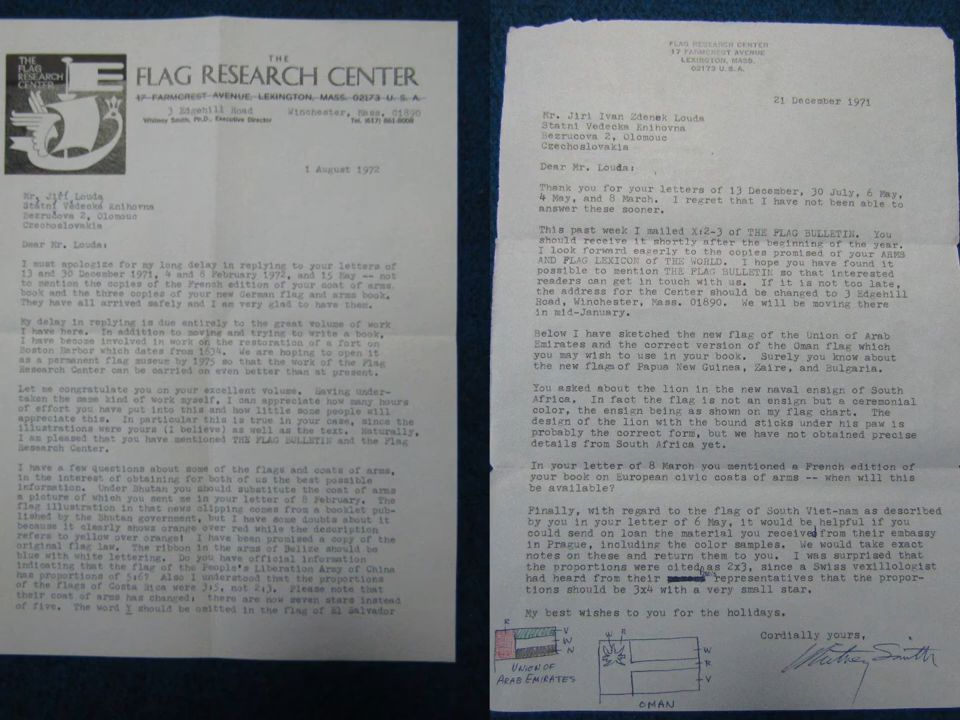 THE
FLAG
RESEARCH
CENTER
THE
FLAG RESEARCH CENTER
17 FARMCREST AVENUE, LEXINGTON, MASS. 02173 U. S. A.
3 Edgehill Road Winchester, Mass. 01890
Whitney Smith, Ph.D., Executive Director Tel. (617) 861-8008
1 August 1972
Mr. Jiří Louda
Statni Vedecka Knihovna
Bezrucova 2, Olomouc
Czechoslovakia
Dear Mr. Louda:
I must apologize for my long delay in replying to your letters of
13 and 30 December 1971, 4 and 8 February 1972, and 15 May -- not
to mention the copies of the French edition of your coat of arms
book and the three copies of your new German flag and arms book.
They have all arrived safely and I am very glad to have them.
My delay in replying is due entirely to the great volume of work
I have here. In addition to moving and trying to write a book,
I have become involved in work on the restoration of a fort on
Boston Harbor which dates from 1634. We are hoping to open it
as a permanent flag museum by 1975 so that the work of the Flag
Research Center can be carried on even better than at present.
Let me congratulate you on your excellent volume. Having under-
taken the same kind of work myself, I can appreciate how many hours
of effort you have put into this and how little some people will
appreciate this. In particular this is true in your case, since the
illustrations were yours (I believe) as well as the text. Naturally,
I am pleased that you have mentioned THE FLAG BULLETIN and the Flag
Research Center.
I have a few questions about some of the flags and coats of arms,
in the interest of obtaining for both of us the best possible
information. Under Bhutan you should substitute the coat of arms
a picture of which you sent me in your letter of 8 February. The
flag illustration in that news clipping comes from a booklet pub-
lished by the Bhutan government, but I have some doubts about it
because it clearly shows orange over red while the description
refers to yellow over orange! I have been promised a copy of the
original flag law. The ribbon in the arms of Belize should be
blue with white lettering. Do you have official information
indicating that the flag of the People's Liberation Army of China
has proportions of 5:6? Also I understood that the proportions
of the flags of Costa Rica were 3:5, not 2:3. Please note that
their coat of arms has changed: there are now seven stars instead
of five. The word Y should be omitted in the flag of El Salvador
FLAG RESEARCH CENTER
17 FARMCREST AVENUE
LEXINGTON, MASS.
02173 U.S.A.
21 December 1971
Mr. Jiri Ivan Zdenek Louda
Statni Vedecka Knihovna
Bezrucova 2, Olomouc
Czechoslovakia
Dear Mr. Louda:
Thank you for your letters of 13 December, 30 July, 6 May,
4 May, and 8 March. I regret that I have not been able to
answer these sooner.
This past week I mailed X:2-3 of THE FLAG BULLETIN. You
should receive it shortly after the beginning of the year.
I look forward eagerly to the copies promised of your ARMS
AND FLAG LEXICON OF THE WORLD. I hope you have found it
possible to mention THE FLAG BULLETIN so that interested
readers can get in touch with us. If it is not too late,
the address for the Center should be changed to 3 Edgehill
Road, Winchester, Mass. 01890. We will be moving there
in mid-January.
Below I have sketched the new flag of the Union of Arab
Emirates and the correct version of the Oman flag which
you may wish to use in your book. Surely you know about
the new flags of Papua New Guinea, Zaire, and Bulgaria.
You asked about the lion in the new naval ensign of South
Africa. In fact the flag is not an ensign but a ceremonial
color, the ensign being as shown on my flag chart. The
design of the lion with the bound sticks under his paw is
probably the correct form, but we have not obtained precise
details from South Africa yet.
In your letter of 8 March you mentioned a French edition of
your book on European civic coats of arms -- when will this
be available?
Finally, with regard to the flag of South Viet-nam as described
by you in your letter of 6 May, it would be helpful if you
could send on loan the material you received from their embassy
in Prague, including the color samples. We would take exact
notes on these and return them to you. I was surprised that
the proportions were cited as 2x3, since a Swiss vexillologist
had heard from their representatives that the propor-
tions should be 3x4 with a very small star.
My best wishes to you for the holidays.
Cordially yours,
Whitney Smith
R
V
W
N
UNION OF
ARAB EMIRATES
W R
W
R
V
OMAN